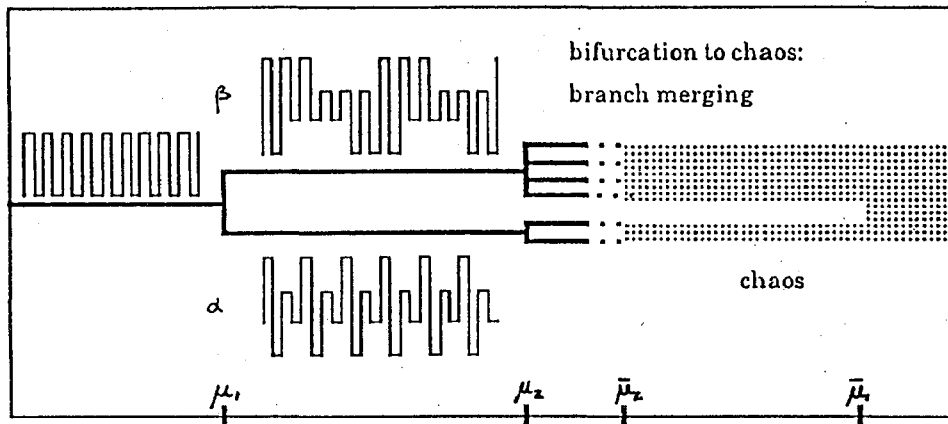 bifurcation to chaos:
branch merging
β
α
chaos
μ₁
μ₂
μ̄₂
μ̄₁